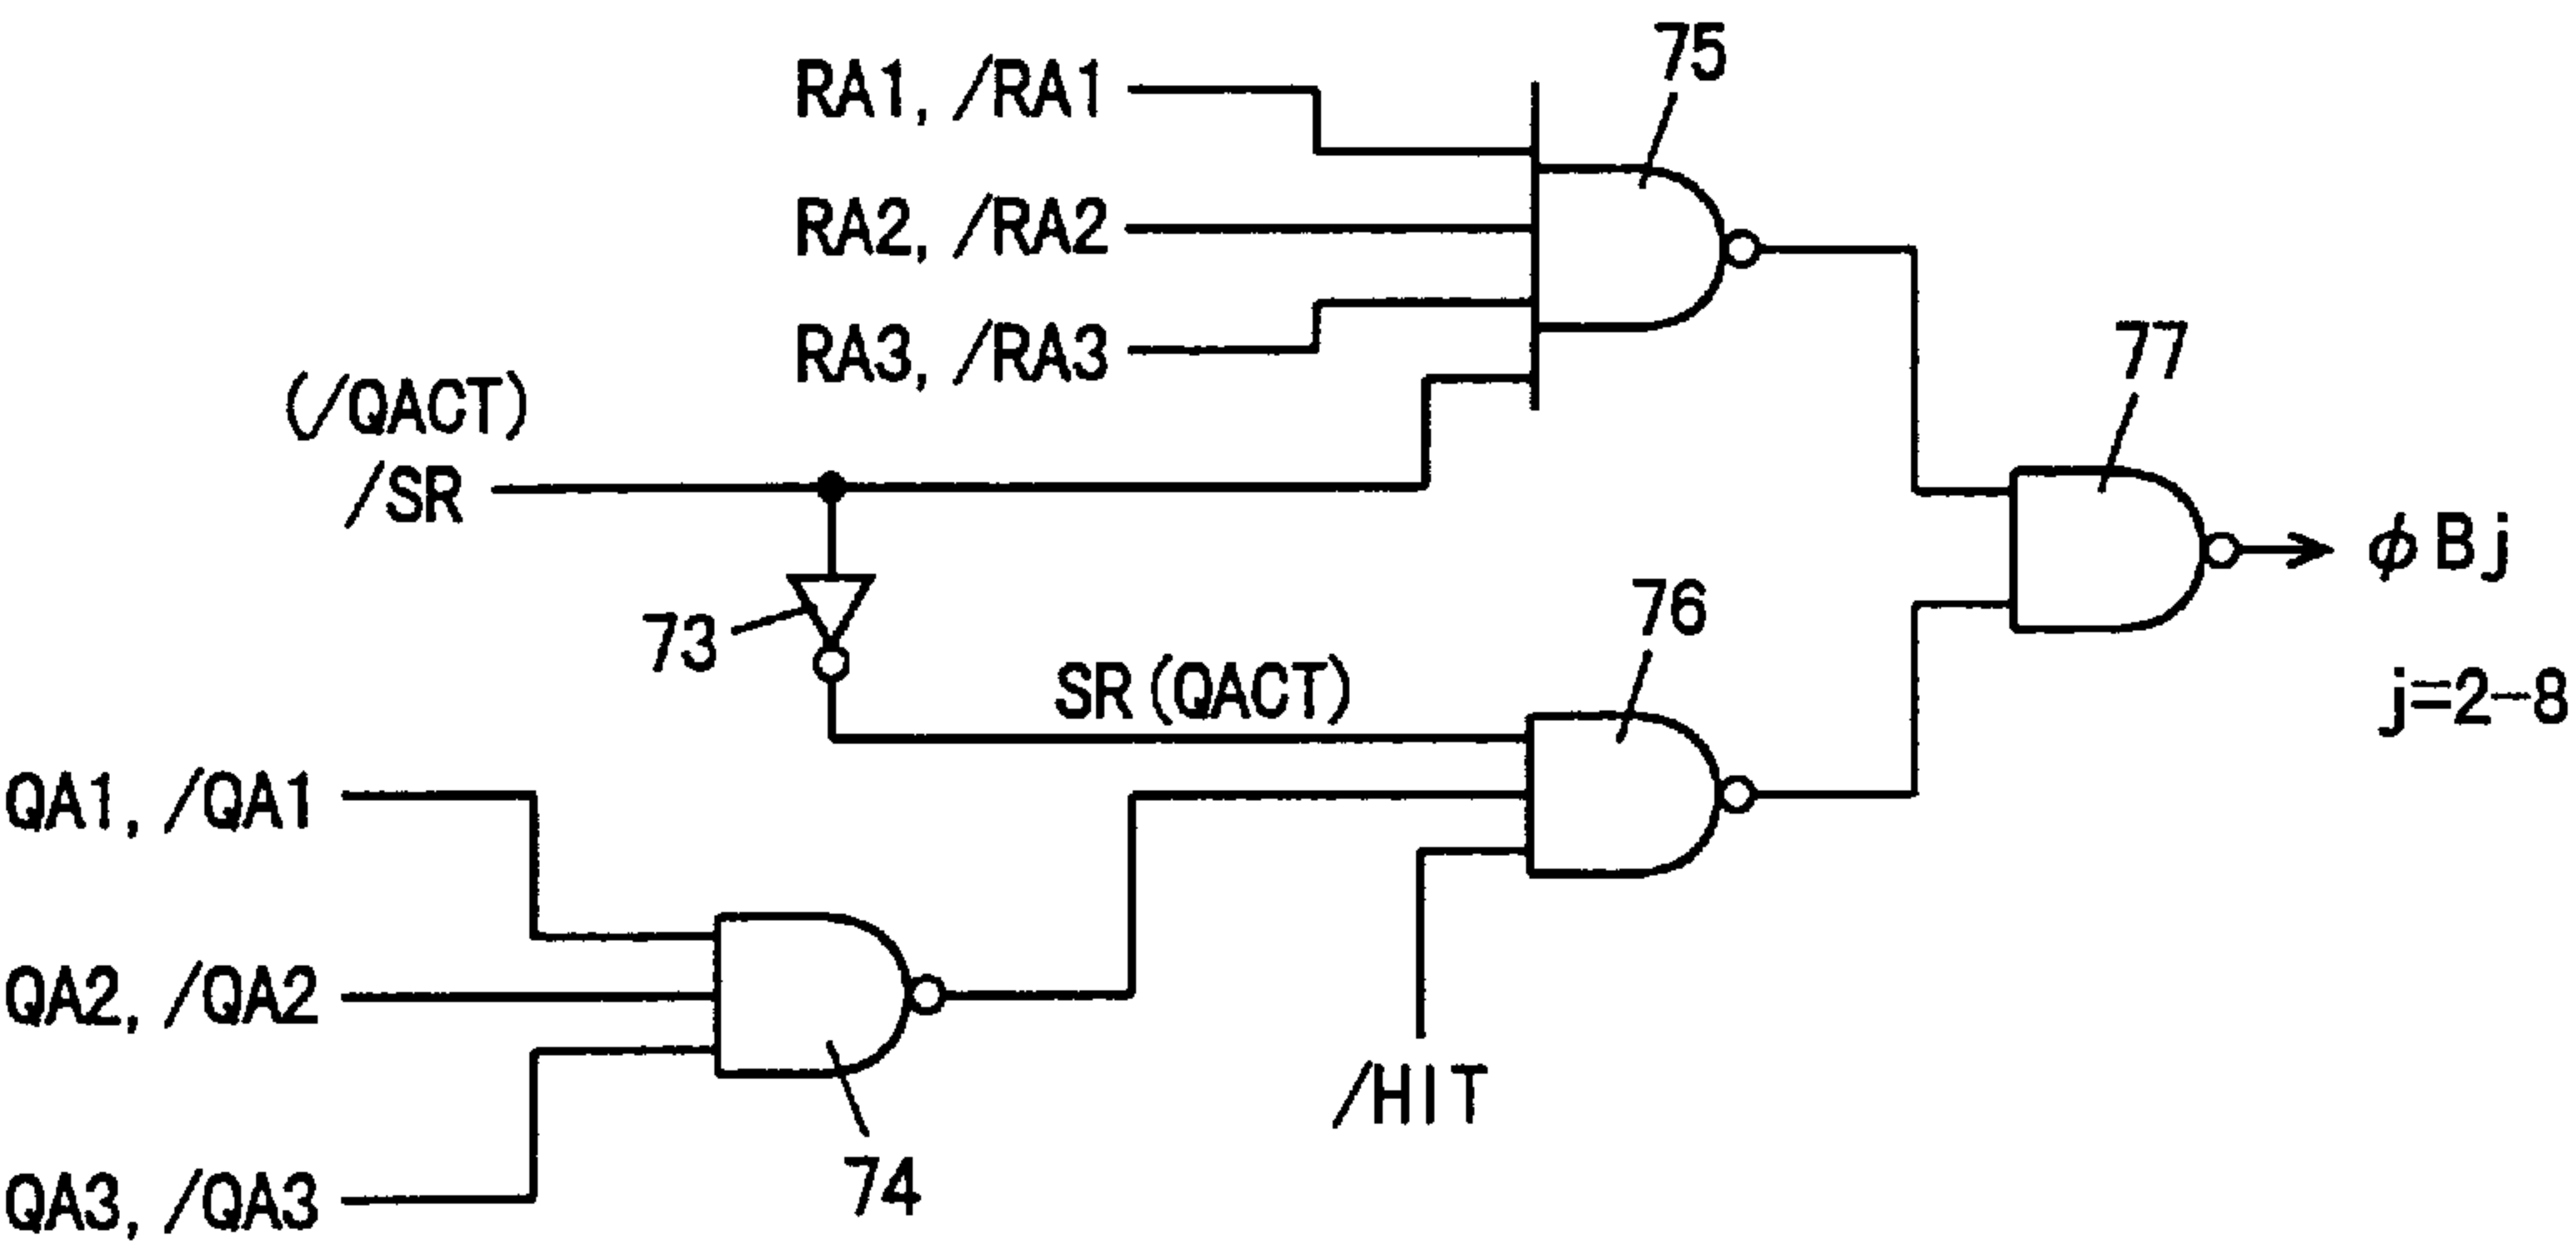 75
RA1, /RA1
RA2, /RA2
RA3, /RA3
77
(/QACT)
/SR
φBj
j=2-8
73
76
SR(QACT)
QA1, /QA1
QA2, /QA2
QA3, /QA3
/HIT
74